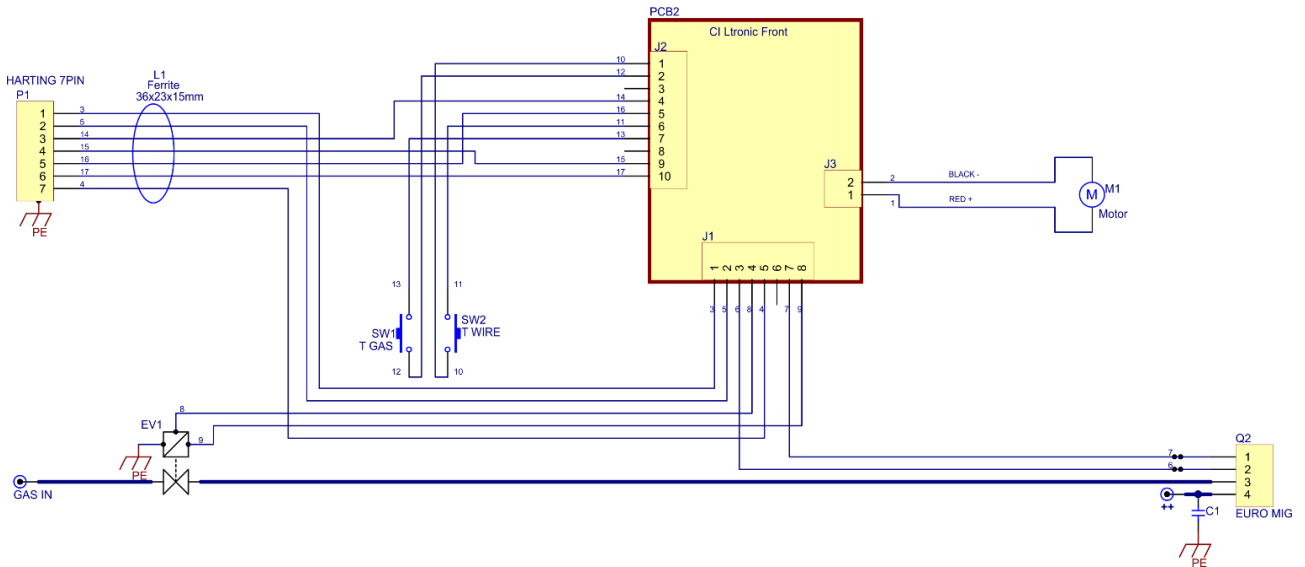 PCB2
CI Ltronic Front
J2
HARTING 7PIN
P1
L1
Ferrite
36x23x15mm
1 3
2 5
3 14
4 15
5 16
6 17
7 4
PE
10 1
12 2
3
14 4
16 5
11 6
13 7
8
15 9
17 10
J3
2 2 BLACK -
1 1 RED +
M
M1
Motor
J1
1 2 3 4 5 6 7 8
3 5 6 8 4 7 9
13 11
SW1
T GAS
SW2
T WIRE
12 10
EV1
8
9
PE
GAS IN
Q2
7 1
6 2
3
4
++
C1
EURO MIG
PE